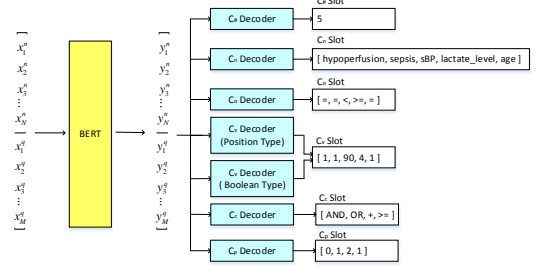 x₁ⁿ
x₂ⁿ
x₃ⁿ
⋮
x_Nⁿ
x₁^q
x₂^q
x₃^q
⋮
x_M^q
BERT
y₁ⁿ
y₂ⁿ
y₃ⁿ
⋮
y_Nⁿ
y₁^q
y₂^q
y₃^q
⋮
y_M^q
C# Decoder
C# Slot
5
Cn Decoder
Cn Slot
[ hypoperfusion, sepsis, sBP, lactate_level, age ]
Co Decoder
Co Slot
[ =, =, <, >=, = ]
Cv Decoder
(Position Type)
Cv Decoder
( Boolean Type)
Cv Slot
[ 1, 1, 90, 4, 1 ]
Cc Decoder
Cc Slot
[ AND, OR, +, >= ]
Cp Decoder
Cp Slot
[ 0, 1, 2, 1 ]